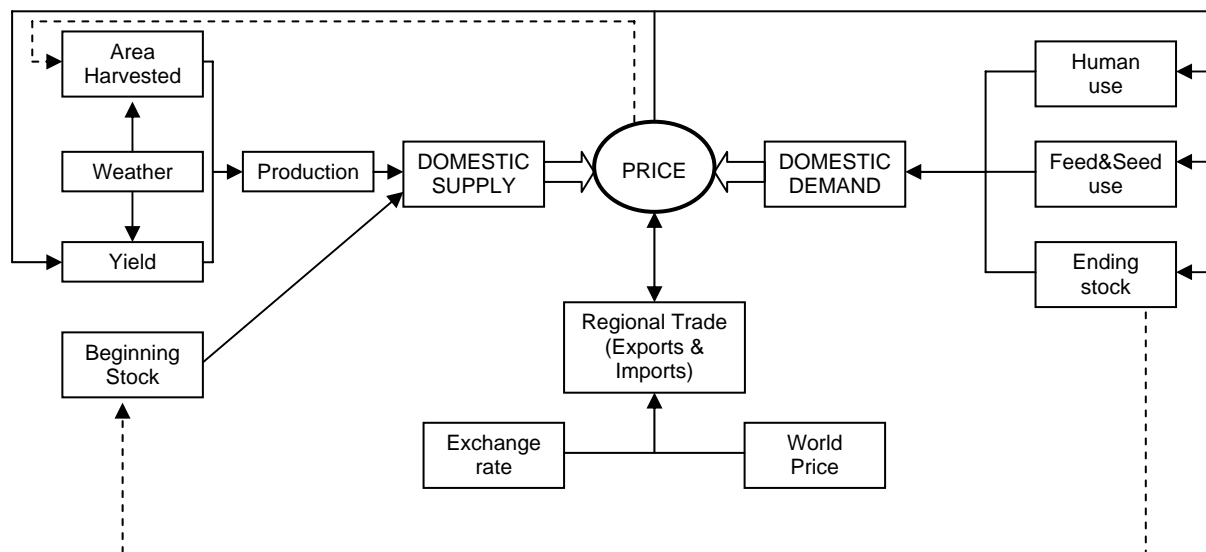 Area
Harvested
Weather
Yield
Beginning
Stock
Production
DOMESTIC
SUPPLY
PRICE
DOMESTIC
DEMAND
Regional Trade
(Exports &
Imports)
Exchange
rate
World
Price
Human
use
Feed&Seed
use
Ending
stock